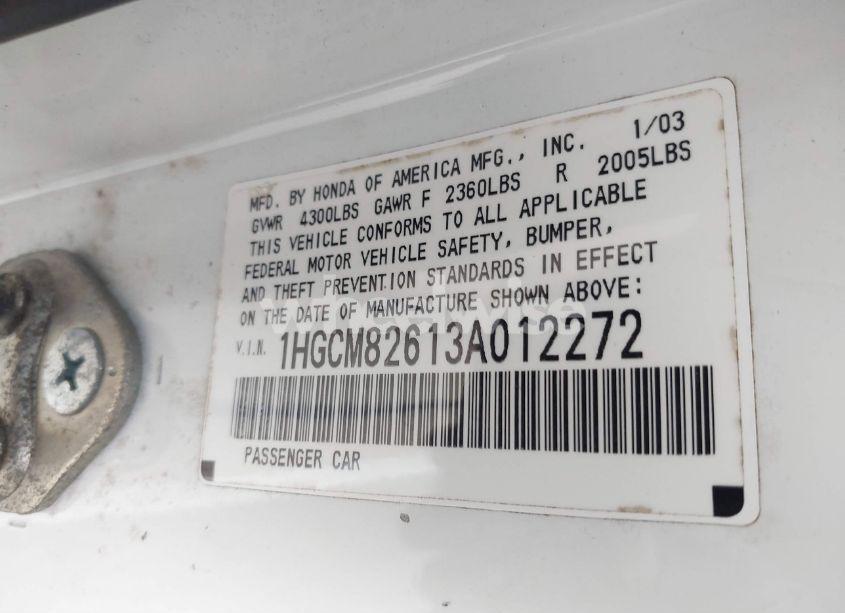 MFD. BY HONDA OF AMERICA MFG., INC. 1/03
GVWR 4300LBS GAWR F 2360LBS R 2005LBS
THIS VEHICLE CONFORMS TO ALL APPLICABLE
FEDERAL MOTOR VEHICLE SAFETY, BUMPER,
AND THEFT PREVENTION STANDARDS IN EFFECT
ON THE DATE OF MANUFACTURE SHOWN ABOVE:
V.I.N. 1HGCM82613A012272
PASSENGER CAR